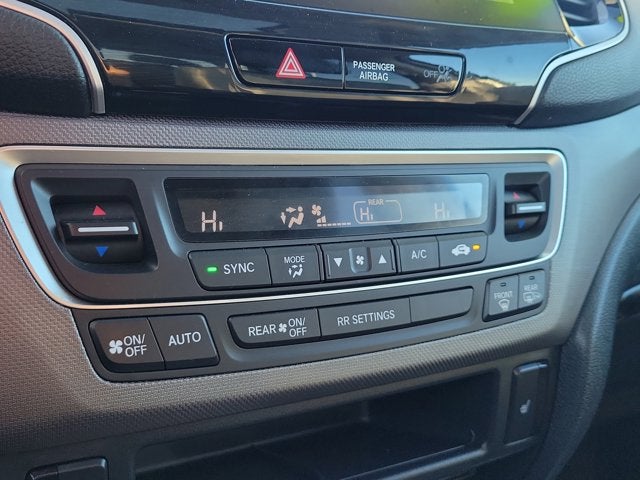 PASSENGER
AIRBAG
OFF
REAR
Hi Hi Hi
SYNC MODE A/C
ON/OFF AUTO REAR ON/OFF RR SETTINGS FRONT REAR